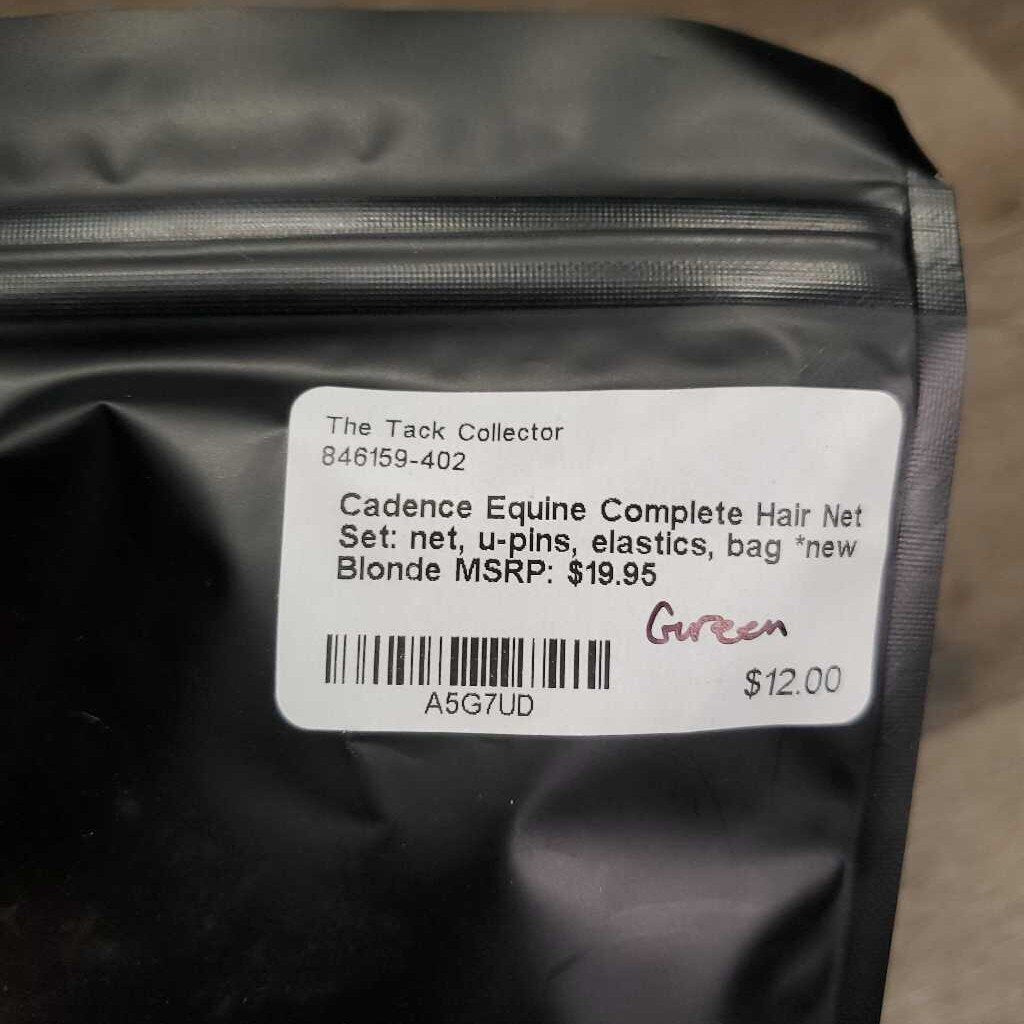 The Tack Collector
846159-402
Cadence Equine Complete Hair Net
Set: net, u-pins, elastics, bag *new
Blonde MSRP: $19.95
Green
$12.00
A5G7UD